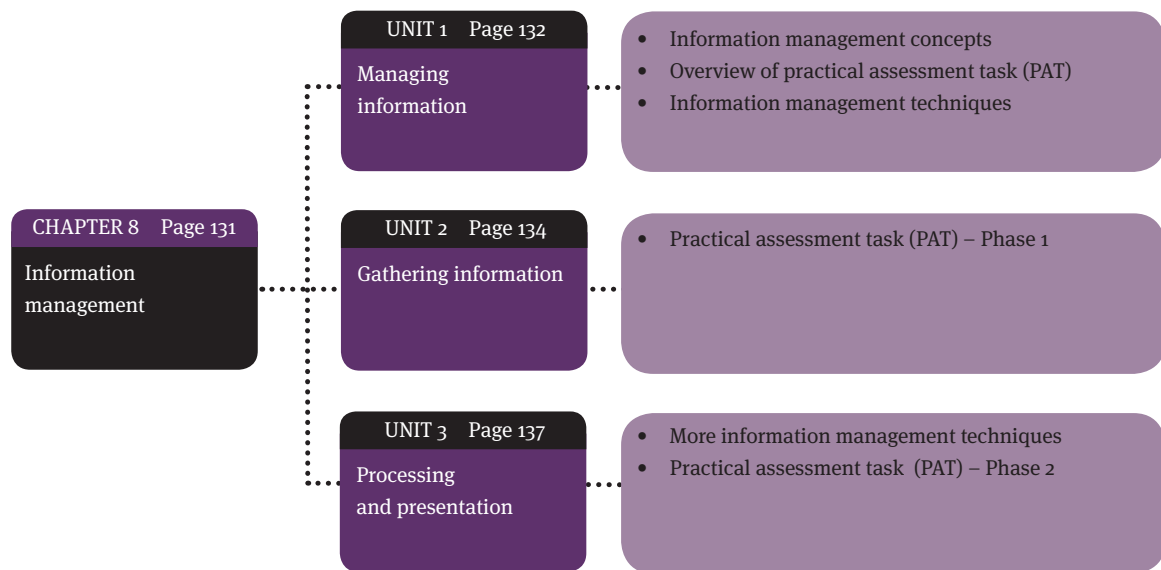 CHAPTER 8 Page 131
Information
management
UNIT 1 Page 132
Managing
information
• Information management concepts
• Overview of practical assessment task (PAT)
• Information management techniques
UNIT 2 Page 134
Gathering information
• Practical assessment task (PAT) – Phase 1
UNIT 3 Page 137
Processing
and presentation
• More information management techniques
• Practical assessment task (PAT) – Phase 2